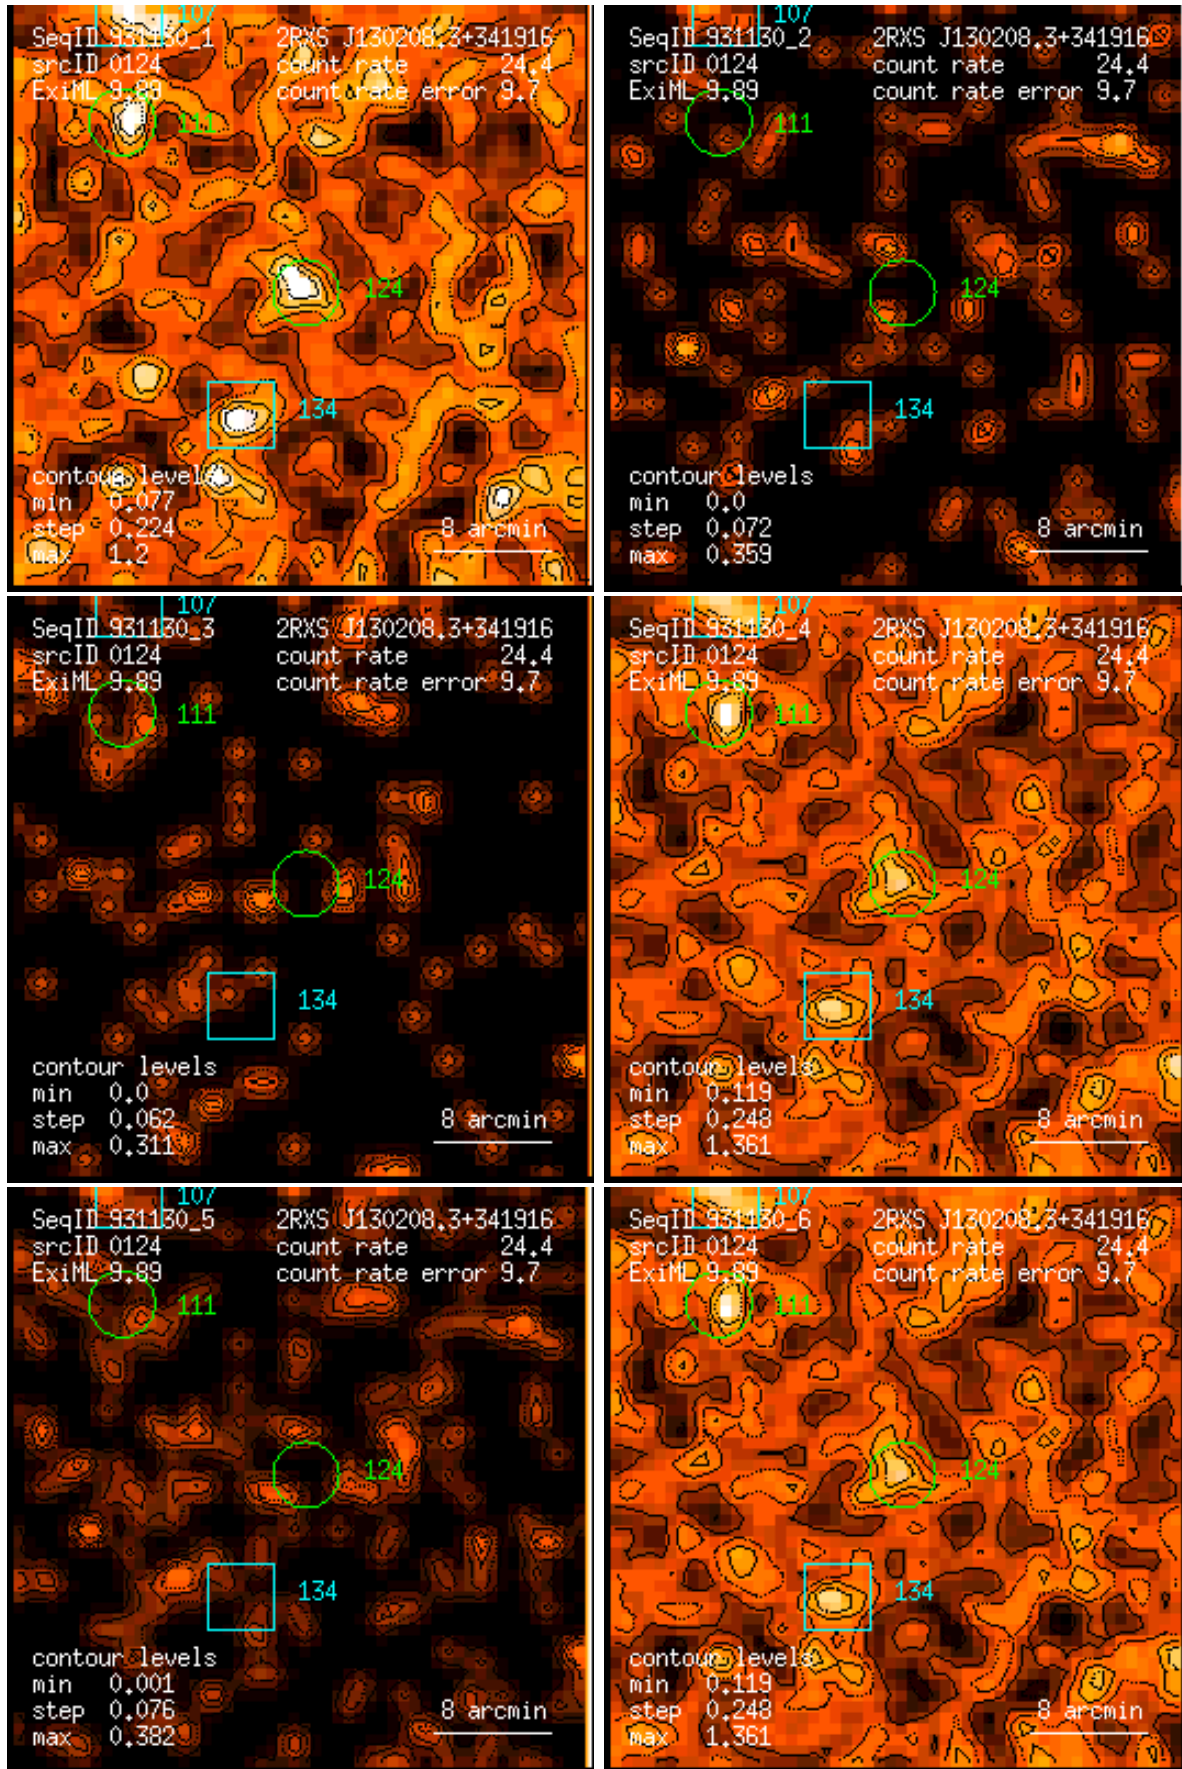 107
SeqID 931130_1 2RXS J130208.3+341916
srcID 0124 count rate 24.4
ExiML 9.89 count rate error 9.7
111
124
134
contour levels
min 0.077
step 0.224 8 arcmin
max 1.2
107
SeqID 931130_2 2RXS J130208.3+341916
srcID 0124 count rate 24.4
ExiML 9.89 count rate error 9.7
111
124
134
contour levels
min 0.0
step 0.072 8 arcmin
max 0.359
107
SeqID 931130_3 2RXS J130208.3+341916
srcID 0124 count rate 24.4
ExiML 9.89 count rate error 9.7
111
124
134
contour levels
min 0.0
step 0.062 8 arcmin
max 0.311
107
SeqID 931130_4 2RXS J130208.3+341916
srcID 0124 count rate 24.4
ExiML 9.89 count rate error 9.7
111
124
134
contour levels
min 0.119
step 0.248 8 arcmin
max 1.361
107
SeqID 931130_5 2RXS J130208.3+341916
srcID 0124 count rate 24.4
ExiML 9.89 count rate error 9.7
111
124
134
contour levels
min 0.001
step 0.076 8 arcmin
max 0.382
107
SeqID 931130_6 2RXS J130208.3+341916
srcID 0124 count rate 24.4
ExiML 9.89 count rate error 9.7
111
124
134
contour levels
min 0.119
step 0.248 8 arcmin
max 1.361